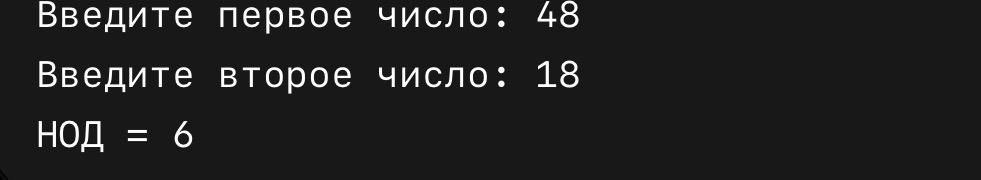 Введите первое число: 48
Введите второе число: 18
НОД = 6